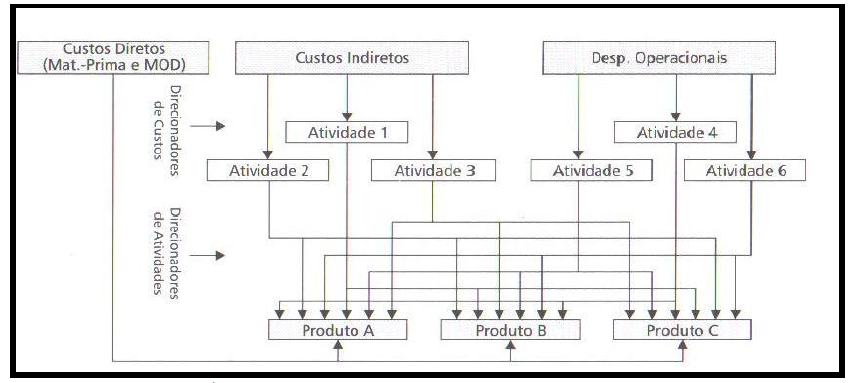 Custos Diretos
(Mat.-Prima e MOD)
Custos Indiretos
Desp. Operacionais
Direcionadores
de Custos
Atividade 1
Atividade 4
Atividade 2
Atividade 3
Atividade 5
Atividade 6
Direcionadores
de Atividades
Produto A
Produto B
Produto C